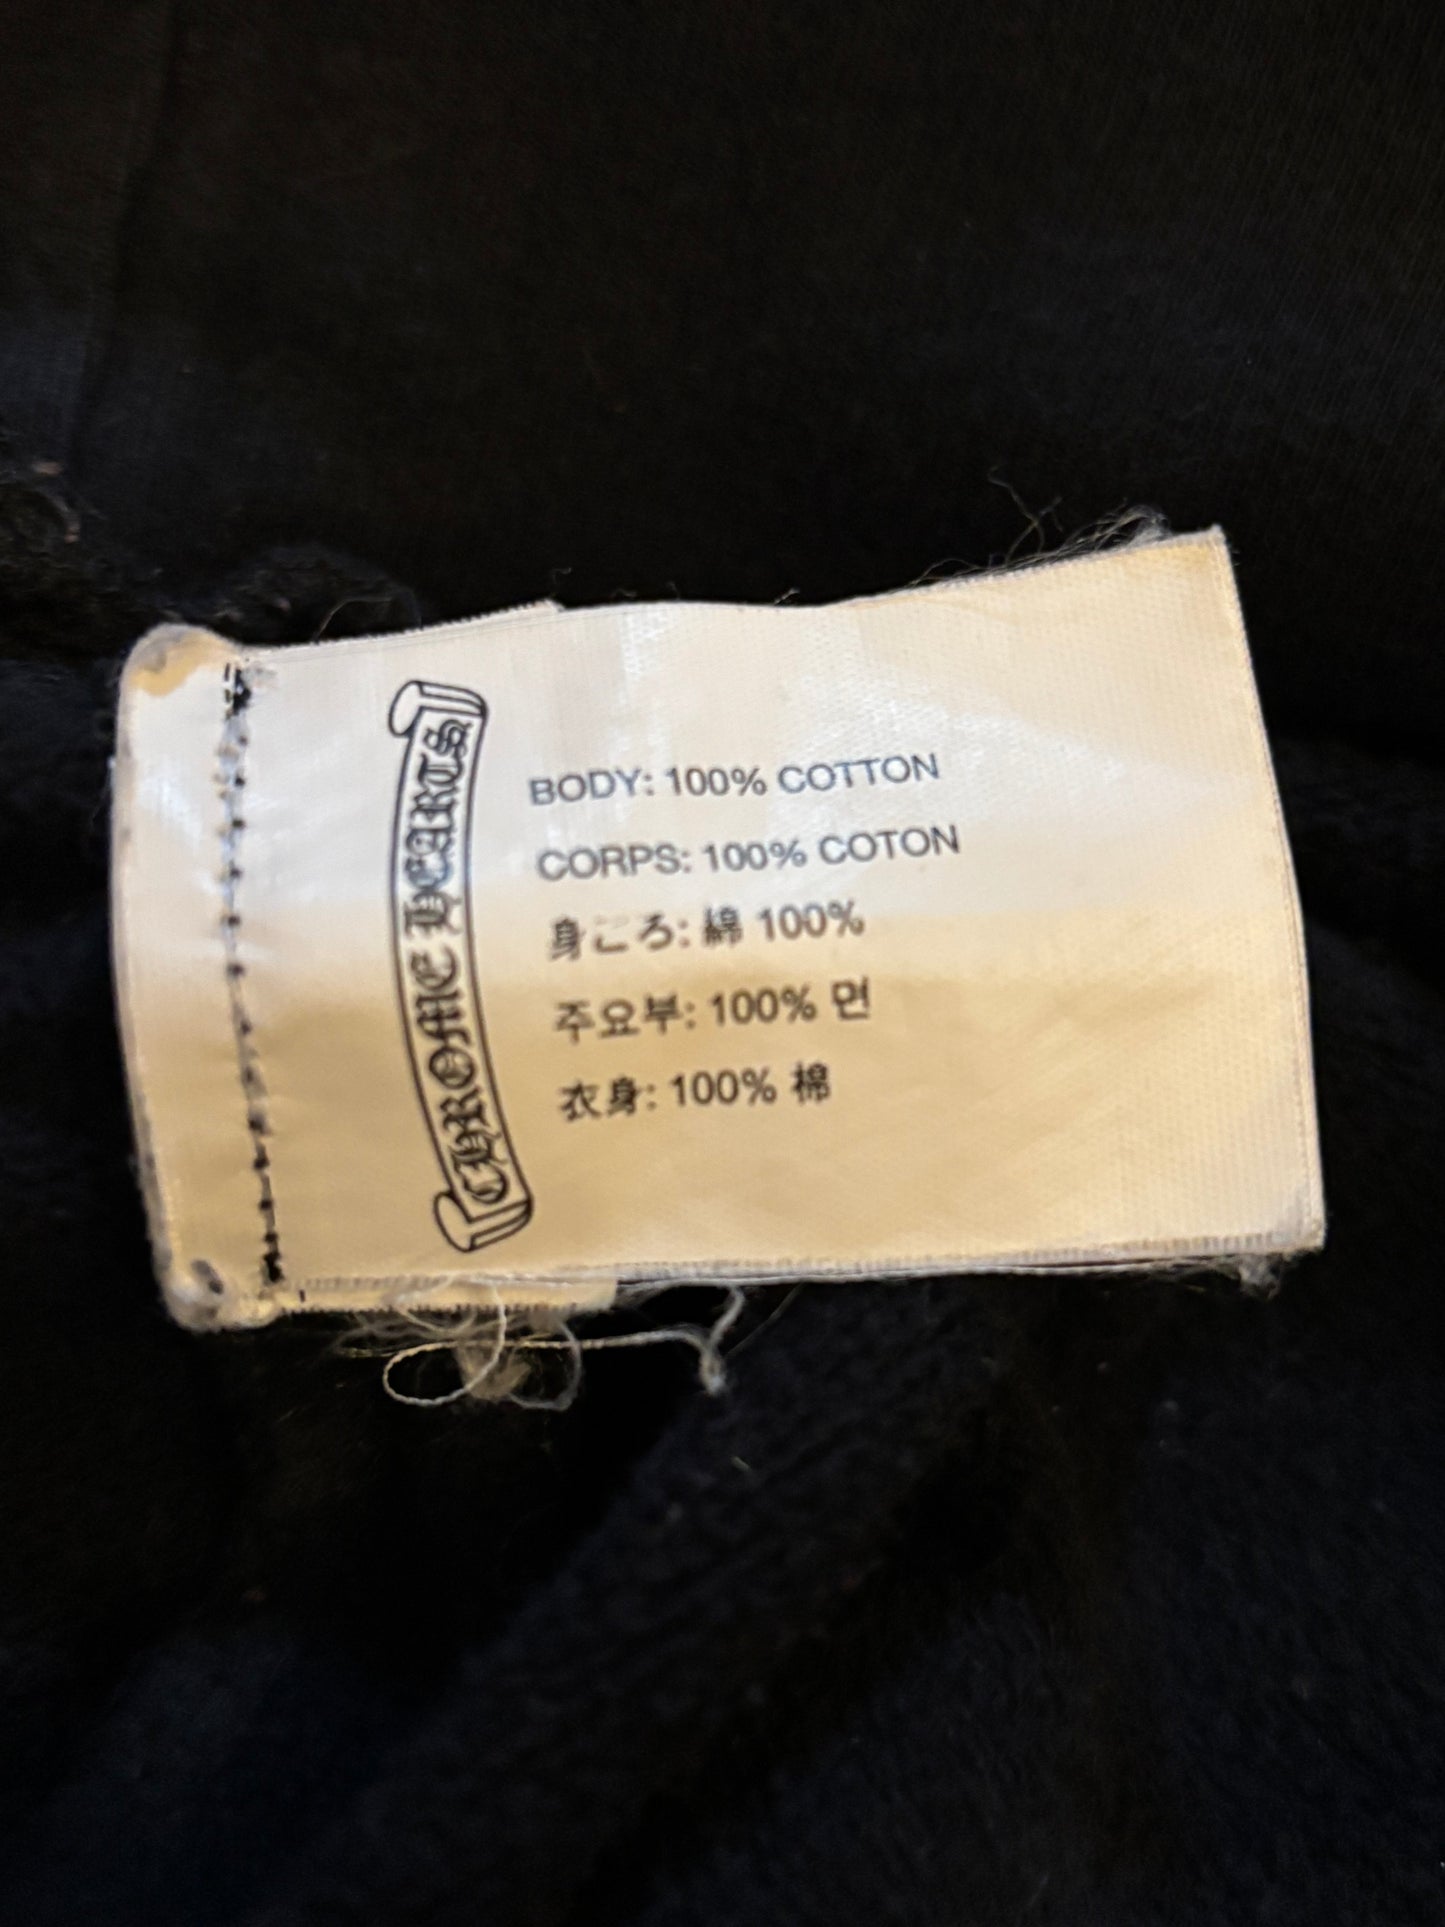 CHROME HEARTS
BODY: 100% COTTON
CORPS: 100% COTON
身ごろ: 綿 100%
주요부: 100% 면
衣身: 100% 棉